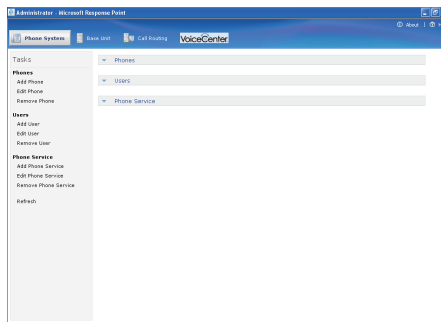 Administrator - Microsoft Response Point
About
Phone System
Base Unit
Call Routing
VoiceCenter
Tasks
Phones
Add Phone
Edit Phone
Remove Phone
Users
Add User
Edit User
Remove User
Phone Service
Add Phone Service
Edit Phone Service
Remove Phone Service
Refresh
Phones
Users
Phone Service